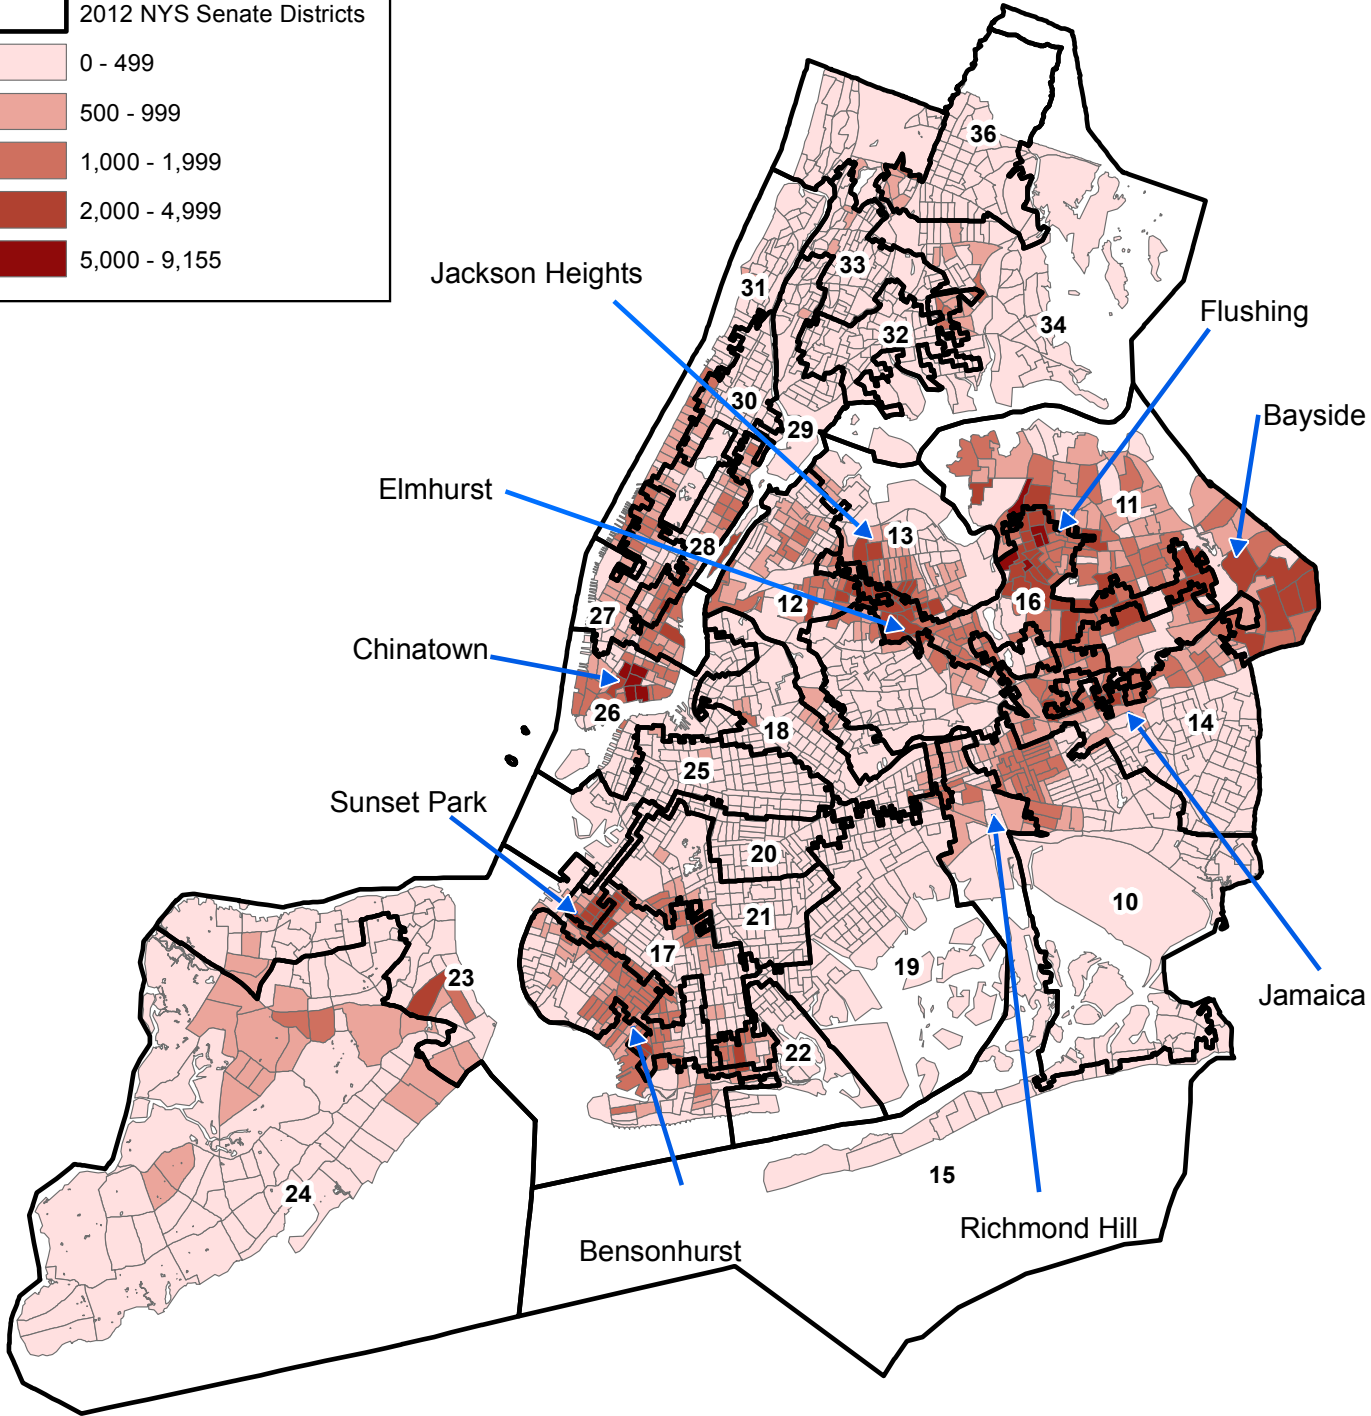 2012 NYS Senate Districts
0 - 499
500 - 999
1,000 - 1,999
2,000 - 4,999
5,000 - 9,155
36
Jackson Heights
33
31
Flushing
34
32
Bayside
30
29
Elmhurst
11
13
28
12
16
27
Chinatown
26
14
18
25
Sunset Park
20
10
21
17
19
23
Jamaica
22
15
24
Richmond Hill
Bensonhurst